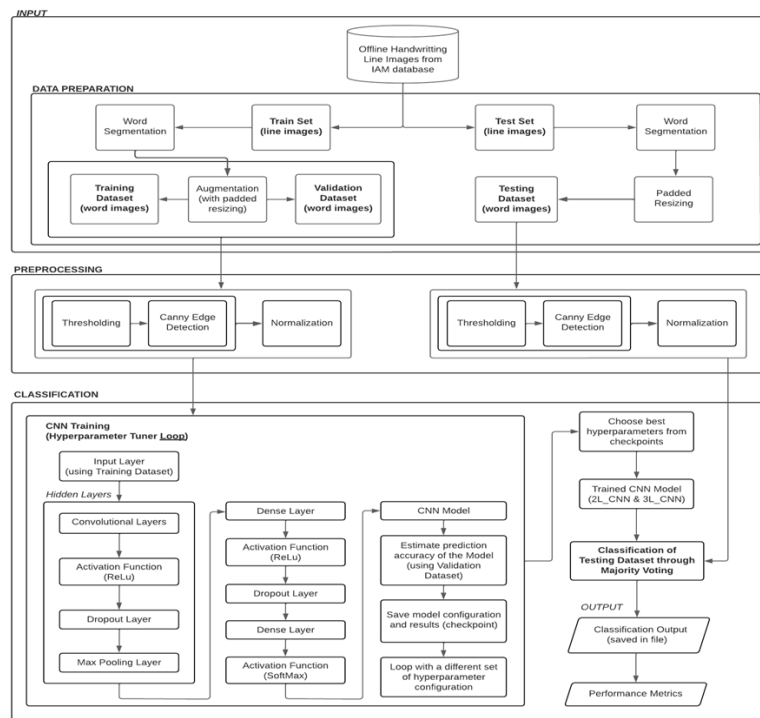 INPUT
Offline Handwritting
Line Images from
IAM database
DATA PREPARATION
Word
Segmentation
Train Set
(line images)
Test Set
(line images)
Word
Segmentation
Training
Dataset
(word images)
Augmentation
(with padded
resizing)
Validation
Dataset
(word images)
Testing
Dataset
(word images)
Padded
Resizing
PREPROCESSING
Thresholding
Canny Edge
Detection
Normalization
Thresholding
Canny Edge
Detection
Normalization
CLASSIFICATION
CNN Training
(Hyperparameter Tuner Loop)
Input Layer
(using Training Dataset)
Hidden Layers
Convolutional Layers
Activation Function
(ReLu)
Dropout Layer
Max Pooling Layer
Dense Layer
Activation Function
(ReLu)
Dropout Layer
Dense Layer
Activation Function
(SoftMax)
CNN Model
Estimate prediction
accuracy of the Model
(using Validation
Dataset)
Save model configuration
and results (checkpoint)
Loop with a different set
of hyperparameter
configuration
Choose best
hyperparameters from
checkpoints
Trained CNN Model
(2L_CNN & 3L_CNN)
Classification of
Testing Dataset through
Majority Voting
OUTPUT
Classification Output
(saved in file)
Performance Metrics